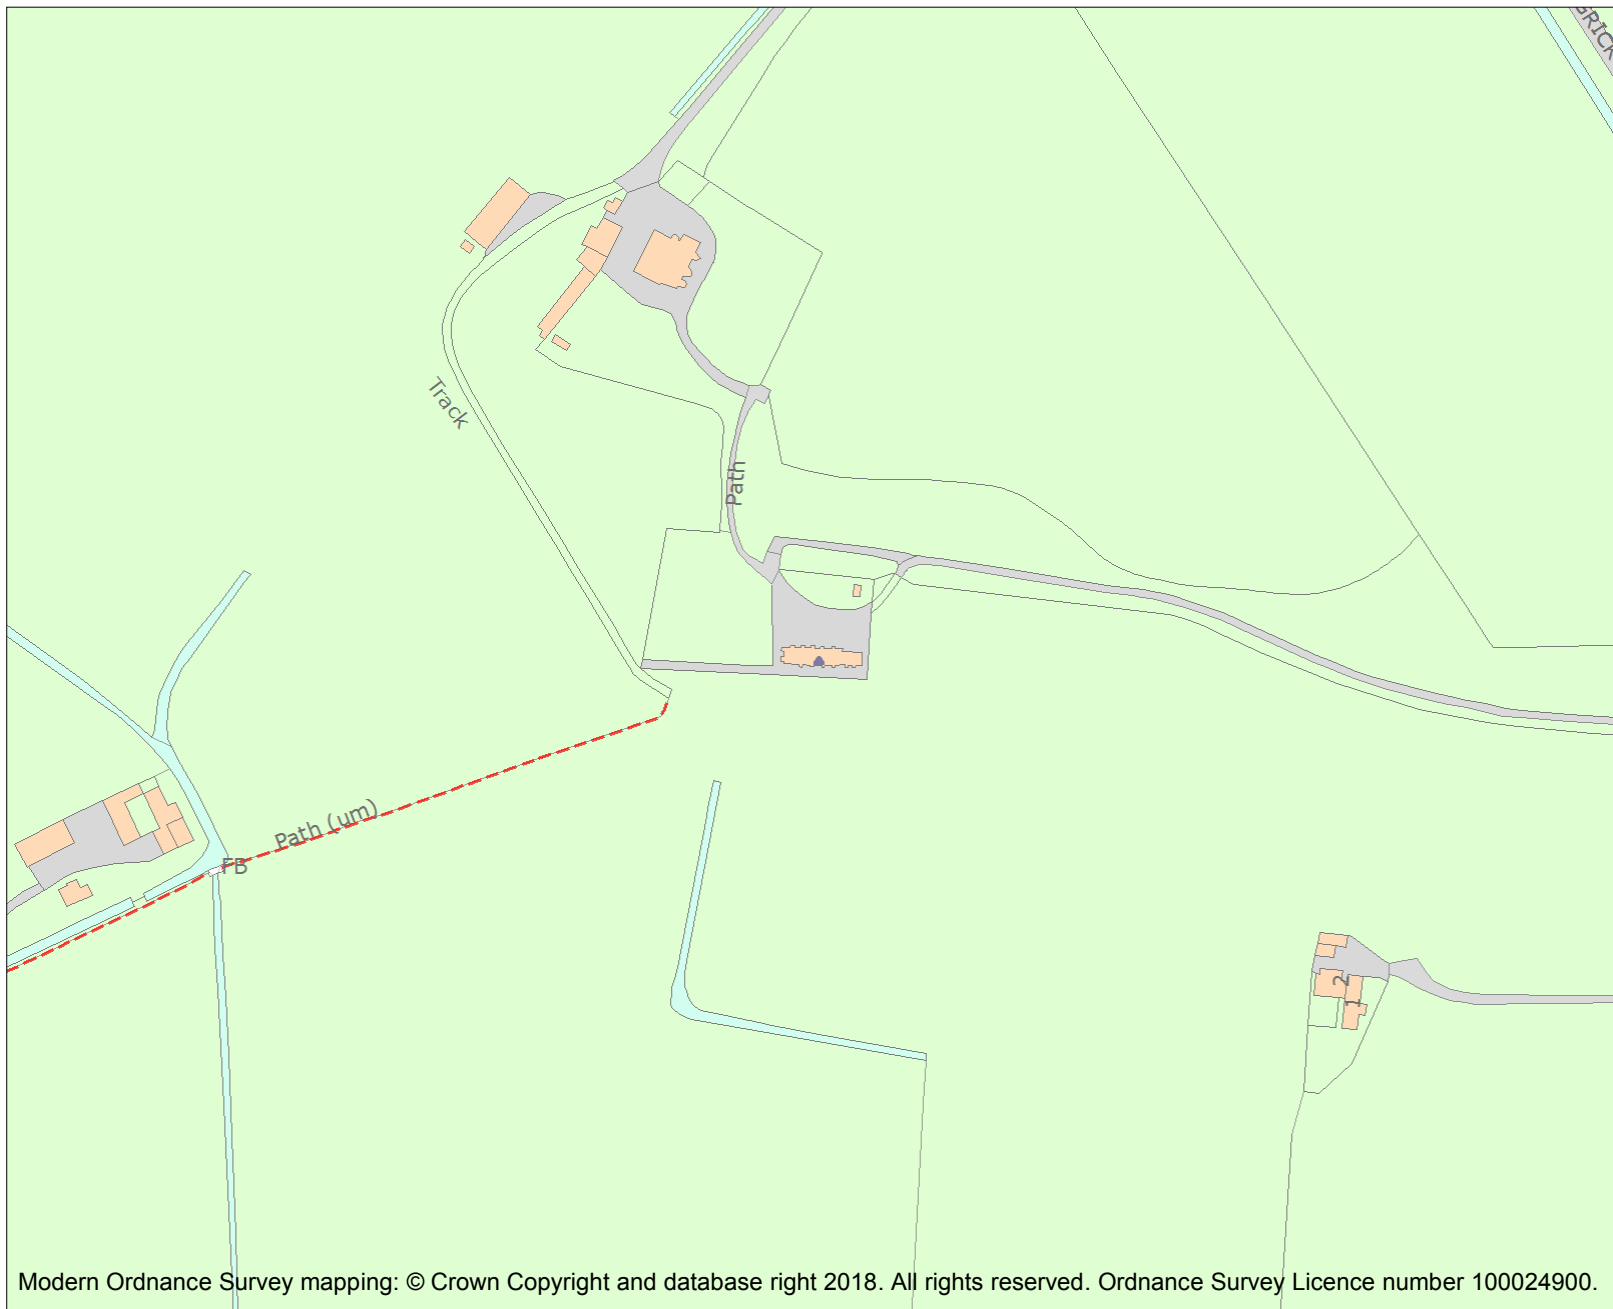 GRICK
Track
Path
Path (um)
FB
2
1
Modern Ordnance Survey mapping: © Crown Copyright and database right 2018. All rights reserved. Ordnance Survey Licence number 100024900.